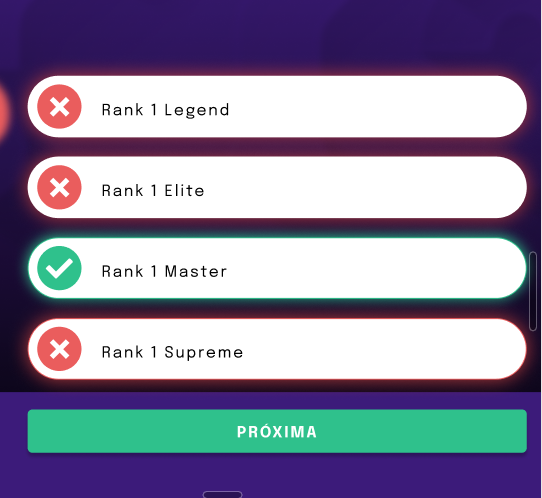 Rank 1 Legend
Rank 1 Elite
Rank 1 Master
Rank 1 Supreme
PRÓXIMA